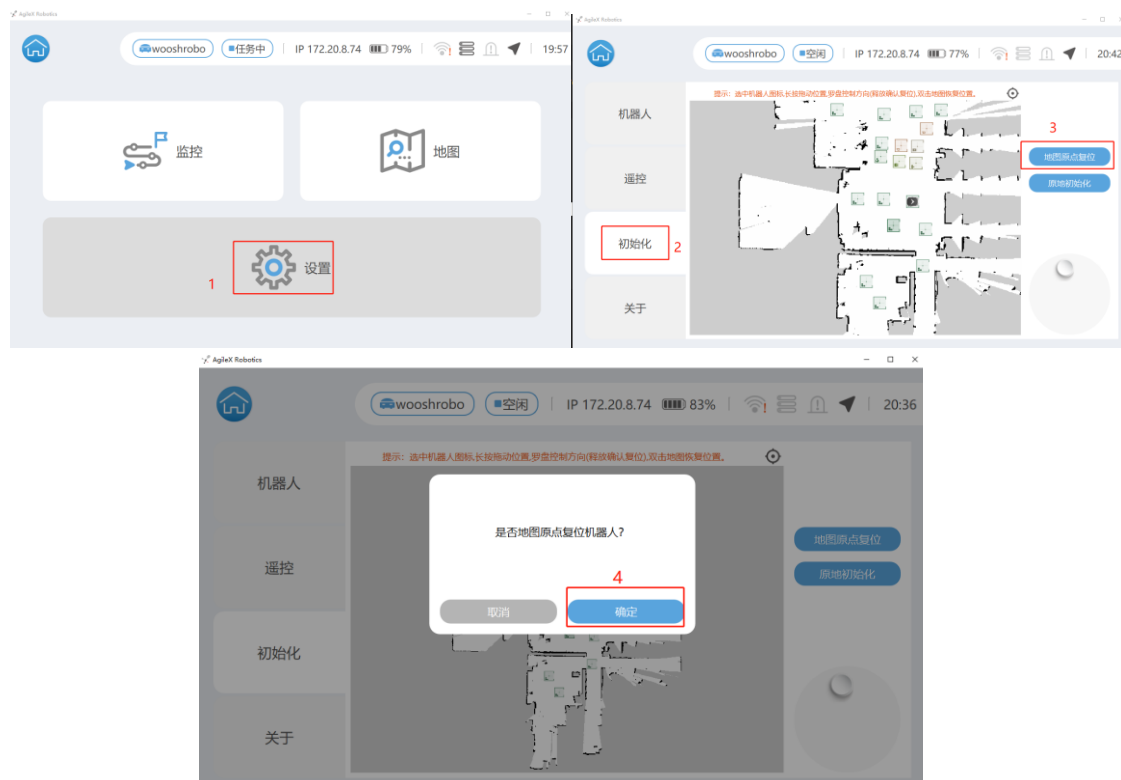 AgileX Robotics
wooshrobo 任务中 IP 172.20.8.74 79% 19:57
监控
地图
1
设置
AgileX Robotics
wooshrobo 空闲 IP 172.20.8.74 77% 20:42
提示：选中机器人图标,长按拖动位置,罗盘控制方向(释放确认复位),双击地图恢复位置。
机器人
3
地图原点复位
遥控
原地初始化
初始化
2
关于
AgileX Robotics
wooshrobo 空闲 IP 172.20.8.74 83% 20:36
提示：选中机器人图标,长按拖动位置,罗盘控制方向(释放确认复位),双击地图恢复位置。
机器人
是否地图原点复位机器人?
地图原点复位
遥控
4
原地初始化
取消
确定
初始化
关于